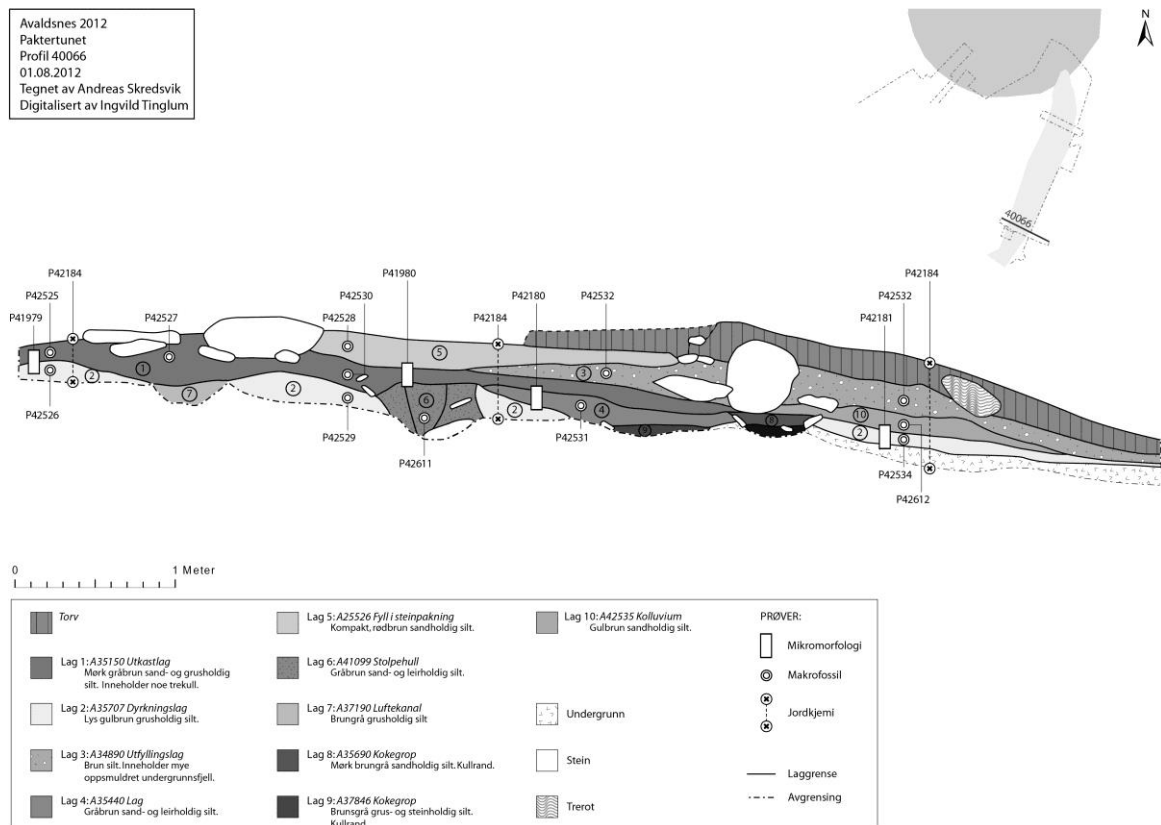 Avaldsnes 2012
Paktertunet
Profil 40066
01.08.2012
Tegnet av Andreas Skredsvik
Digitalisert av Ingvild Tinglum
N
40066
P42184
P42525
P41979
P42527
P42530
P42528
P41980
P42184
P42180
P42532
P42184
P42532
P42181
1
2
7
2
5
6
3
2
4
9
8
10
2
P42526
P42529
P42611
P42531
P42534
P42612
0 1 Meter
Torv
Lag 1: A35150 Utkastlag
Mørk gråbrun sand- og grusholdig
silt. Inneholder noe trekull.
Lag 2: A35707 Dyrkningslag
Lys gulbrun grusholdig silt.
Lag 3: A34890 Utfyllingslag
Brun silt. Inneholder mye
oppsmuldret undergrunnsfjell.
Lag 4: A35440 Lag
Gråbrun sand- og leirholdig silt.
Lag 5: A25526 Fyll i steinpakning
Kompakt, rødbrun sandholdig silt.
Lag 6: A41099 Stolpehull
Gråbrun sand- og leirholdig silt.
Lag 7: A37190 Luftekanal
Brungrå grusholdig silt
Lag 8: A35690 Kokegrop
Mørk brungrå sandholdig silt. Kullrand.
Lag 9: A37846 Kokegrop
Brunsgrå grus- og steinholdig silt.
Kullrand
Lag 10: A42535 Kolluvium
Gulbrun sandholdig silt.
Undergrunn
Stein
Trerot
PRØVER:
Mikromorfologi
Makrofossil
Jordkjemi
Laggrense
Avgrensing